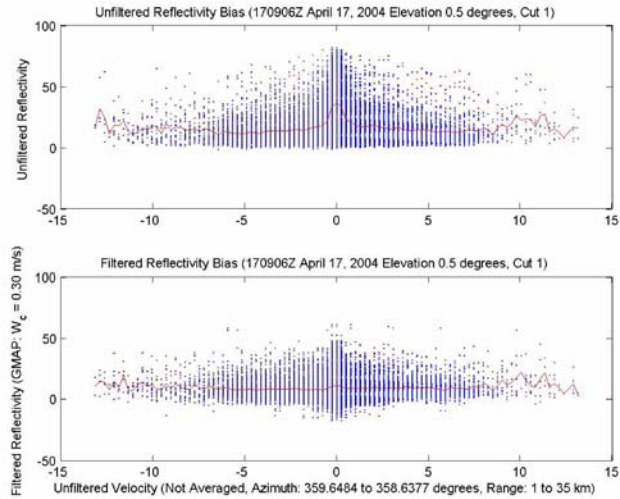 Unfiltered Reflectivity Bias (170906Z April 17, 2004 Elevation 0.5 degrees, Cut 1)
Unfiltered Reflectivity
100
50
0
-50
-15 -10 -5 0 5 10 15
Filtered Reflectivity Bias (170906Z April 17, 2004 Elevation 0.5 degrees, Cut 1)
Filtered Reflectivity (GMAP: Wc = 0.30 m/s)
100
50
0
-50
-15 -10 -5 0 5 10 15
Unfiltered Velocity (Not Averaged, Azimuth: 359.6484 to 358.6377 degrees, Range: 1 to 35 km)